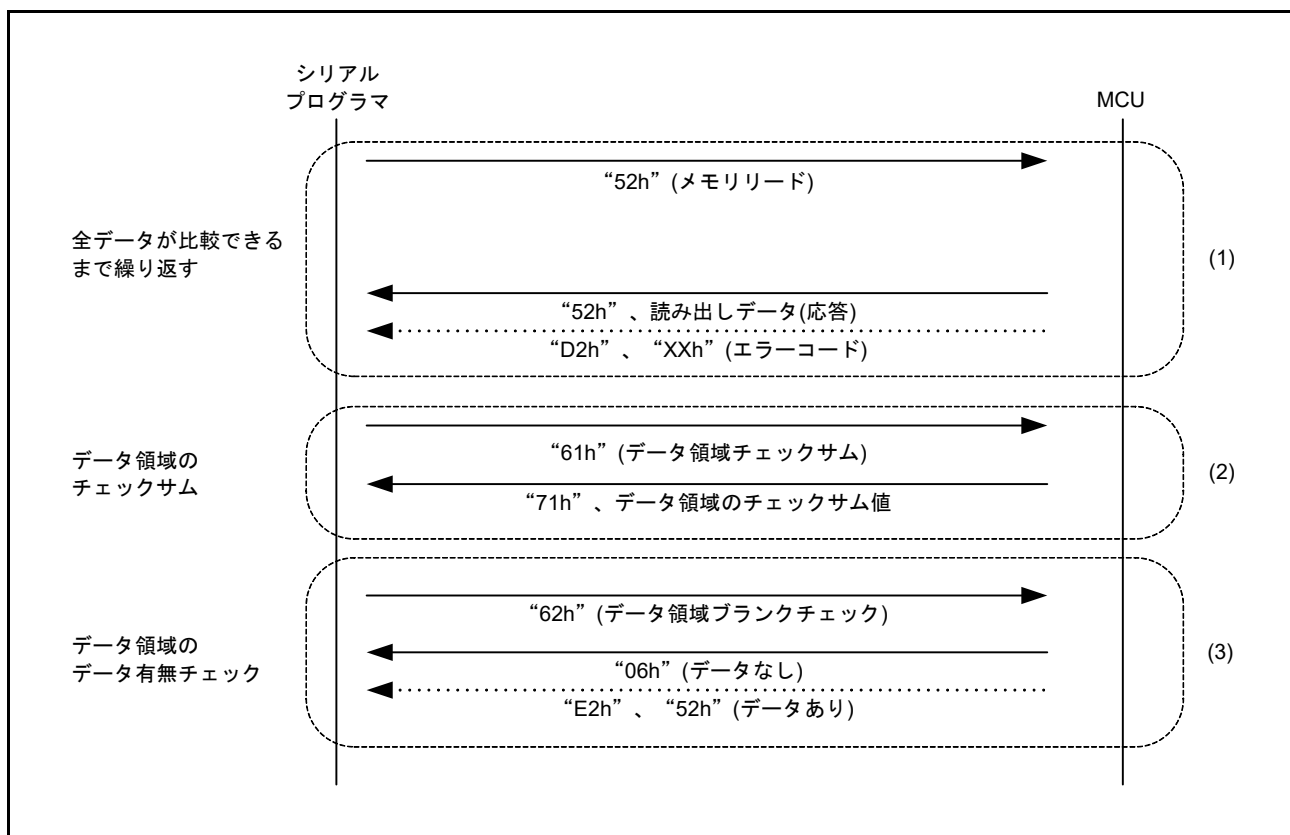 シリアル
プログラマ
MCU
“52h” (メモリリード)
全データが比較できる
まで繰り返す
(1)
“52h” 、読み出しデータ(応答)
“D2h” 、 “XXh” (エラーコード)
“61h” (データ領域チェックサム)
データ領域の
チェックサム
(2)
“71h” 、データ領域のチェックサム値
“62h” (データ領域ブランクチェック)
データ領域の
データ有無チェック
(3)
“06h” (データなし)
“E2h” 、 “52h” (データあり)